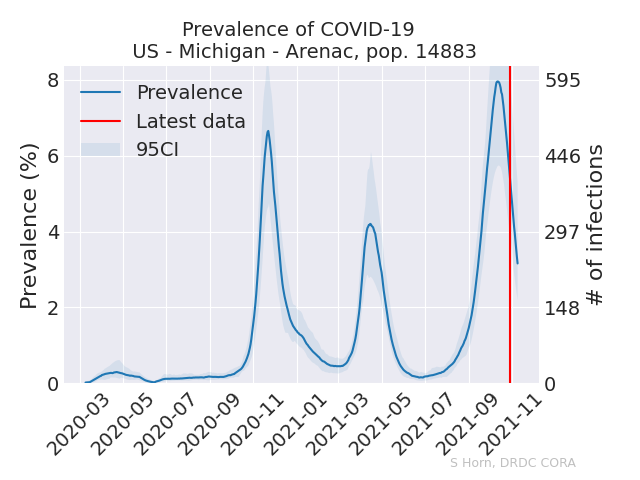 Prevalence of COVID-19
US - Michigan - Arenac, pop. 14883
Prevalence
Latest data
95CI
Prevalence (%)
8
6
4
2
0
595
446
297
148
0
# of infections
2020-03
2020-05
2020-07
2020-09
2020-11
2021-01
2021-03
2021-05
2021-07
2021-09
2021-11
S Horn, DRDC CORA